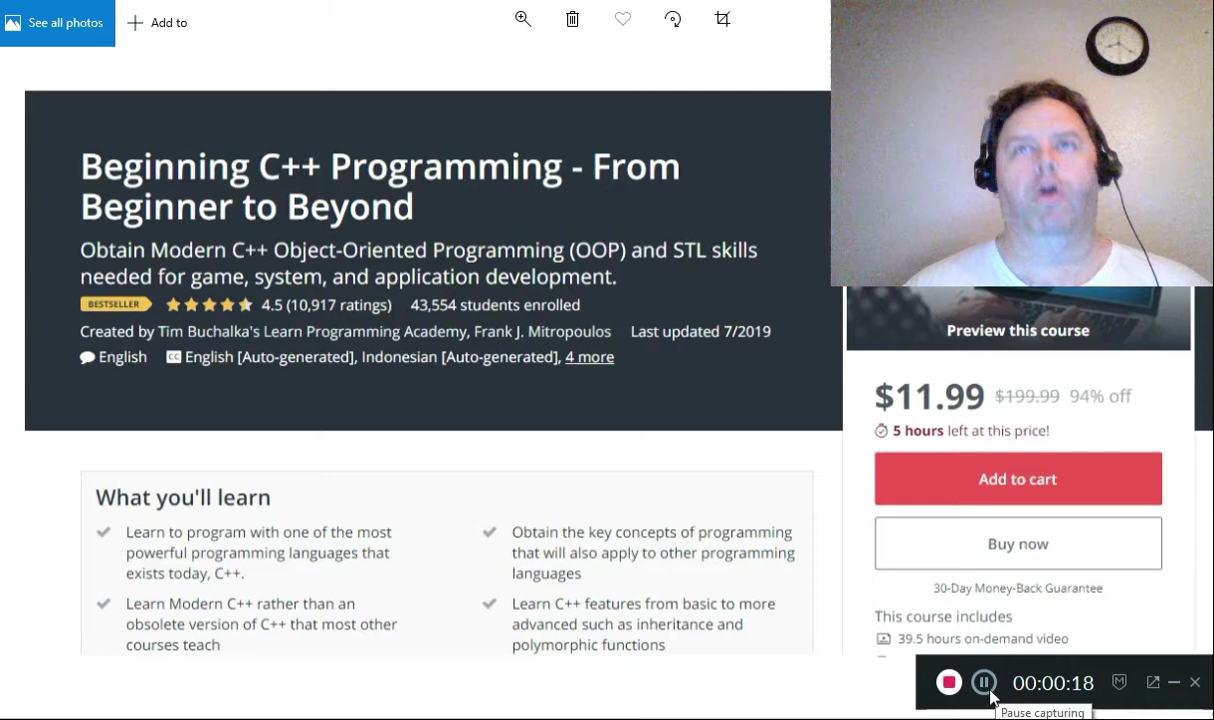 See all photos
Add to
Beginning C++ Programming - From
Beginner to Beyond
Obtain Modern C++ Object-Oriented Programming (OOP) and STL skills
needed for game, system, and application development.
BESTSELLER 4.5 (10,917 ratings) 43,554 students enrolled
Created by Tim Buchalka's Learn Programming Academy, Frank J. Mitropoulos Last updated 7/2019
English CC English [Auto-generated], Indonesian [Auto-generated], 4 more
Preview this course
$11.99 $199.99 94% off
5 hours left at this price!
Add to cart
Buy now
30-Day Money-Back Guarantee
This course includes
39.5 hours on-demand video
What you'll learn
Learn to program with one of the most
powerful programming languages that
exists today, C++.
Learn Modern C++ rather than an
obsolete version of C++ that most other
courses teach
Obtain the key concepts of programming
that will also apply to other programming
languages
Learn C++ features from basic to more
advanced such as inheritance and
polymorphic functions
00:00:18
Pause capturing